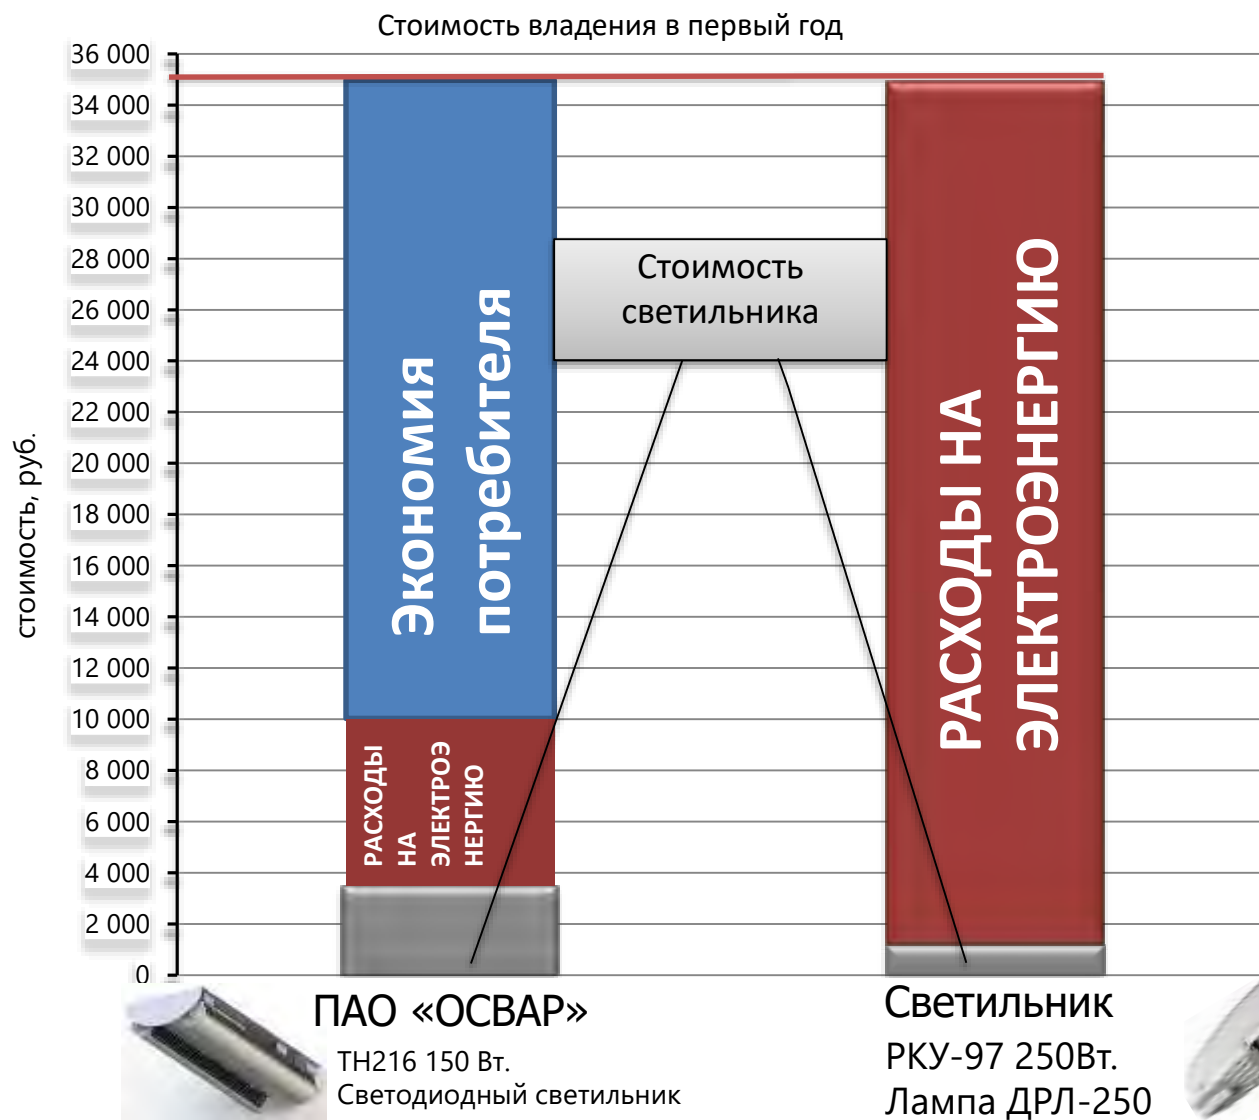 Стоимость владения в первый год
36 000
34 000
32 000
30 000
28 000
26 000
24 000
22 000
20 000
18 000
16 000
14 000
12 000
10 000
8 000
6 000
4 000
2 000
0
стоимость, руб.
Экономия
потребителя
РАСХОДЫ
НА
ЭЛЕКТРОЭ
НЕРГИЮ
Стоимость
светильника
РАСХОДЫ НА
ЭЛЕКТРОЭНЕРГИЮ
ПАО «ОСВАР»
ТН216 150 Вт.
Светодиодный светильник
Светильник
РКУ-97 250Вт.
Лампа ДРЛ-250